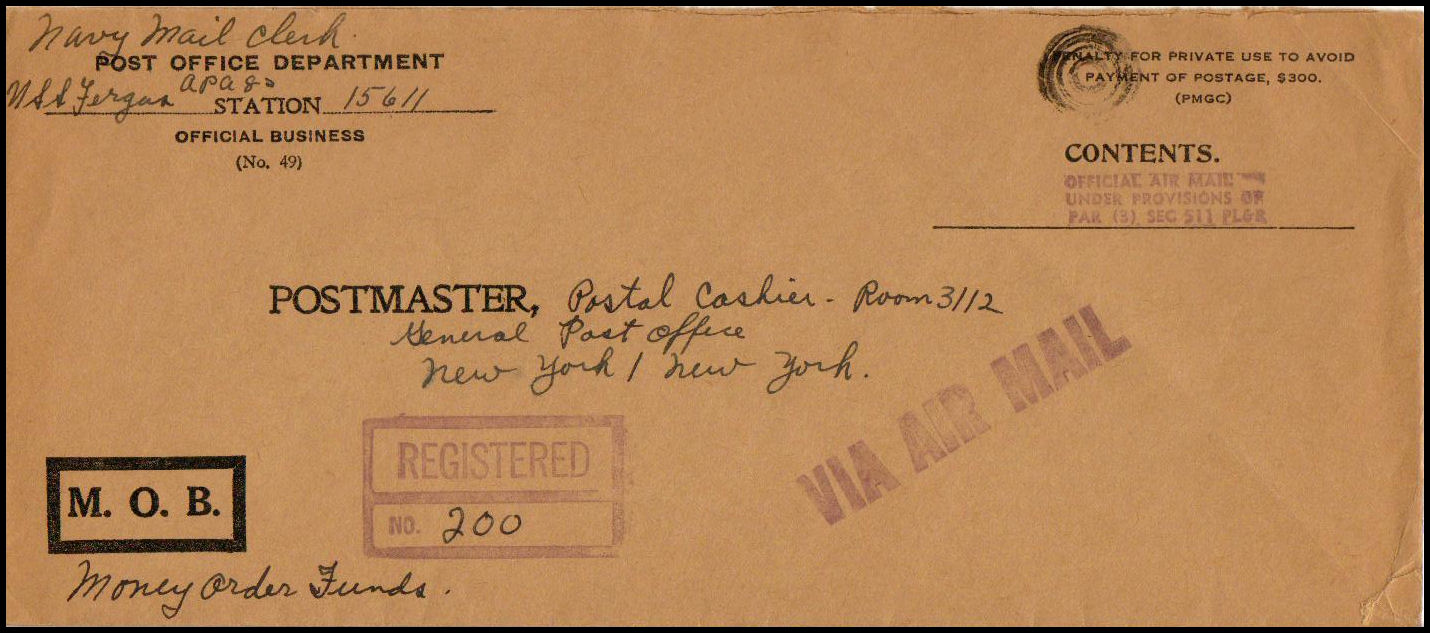 Navy Mail Clerk.
POST OFFICE DEPARTMENT
USS Fergus APA 82
STATION 15611
OFFICIAL BUSINESS
(No. 49)
PENALTY FOR PRIVATE USE TO AVOID
PAYMENT OF POSTAGE, $300.
(PMGC)
CONTENTS.
OFFICIAL AIR MAIL
UNDER PROVISIONS OF
PAR (3) SEC 511 PL&R
POSTMASTER, Postal Cashier - Room 3112
General Post Office
New York 1 New York.
VIA AIR MAIL
REGISTERED
NO. 200
M. O. B.
Money Order Funds.